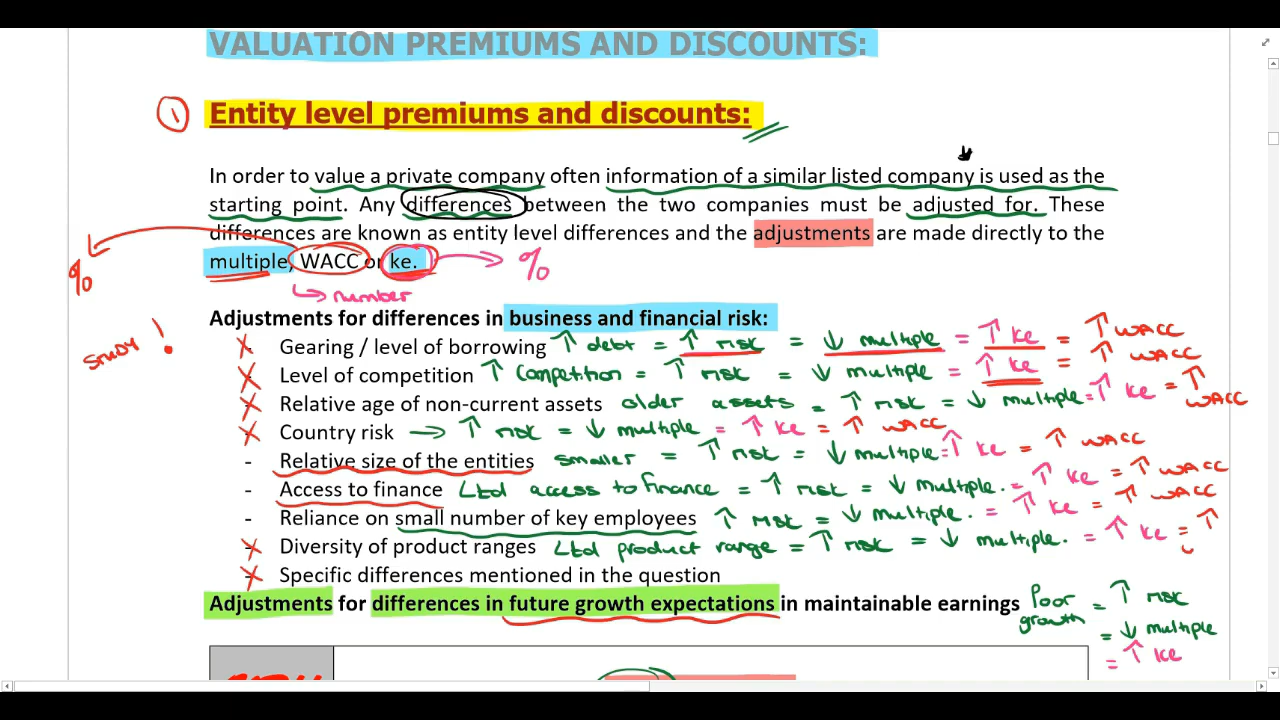 VALUATION PREMIUMS AND DISCOUNTS:
1 Entity level premiums and discounts:
In order to value a private company often information of a similar listed company is used as the
starting point. Any differences between the two companies must be adjusted for. These
differences are known as entity level differences and the adjustments are made directly to the
% multiple, WACC or ke. → %
↳ number
Adjustments for differences in business and financial risk:
STUDY !
- Gearing / level of borrowing ↑ debt = ↑ risk = ↓ multiple = ↑ ke = ↑ WACC
- Level of competition ↑ competition = ↑ risk = ↓ multiple = ↑ ke = ↑ WACC
- Relative age of non-current assets older assets = ↑ risk = ↓ multiple = ↑ ke = ↑ WACC
- Country risk → ↑ risk = ↓ multiple = ↑ ke = ↑ WACC
- Relative size of the entities smaller = ↑ risk = ↓ multiple = ↑ ke = ↑ WACC
- Access to finance Ltd access to finance = ↑ risk = ↓ multiple. = ↑ ke = ↑ WACC
- Reliance on small number of key employees ↑ risk = ↓ multiple. = ↑ ke = ↑ WACC
- Diversity of product ranges Ltd product range = ↑ risk = ↓ multiple. = ↑ ke = ↑
- Specific differences mentioned in the question
Adjustments for differences in future growth expectations in maintainable earnings Poor growth = ↑ risk
= ↓ multiple
= ↑ ke